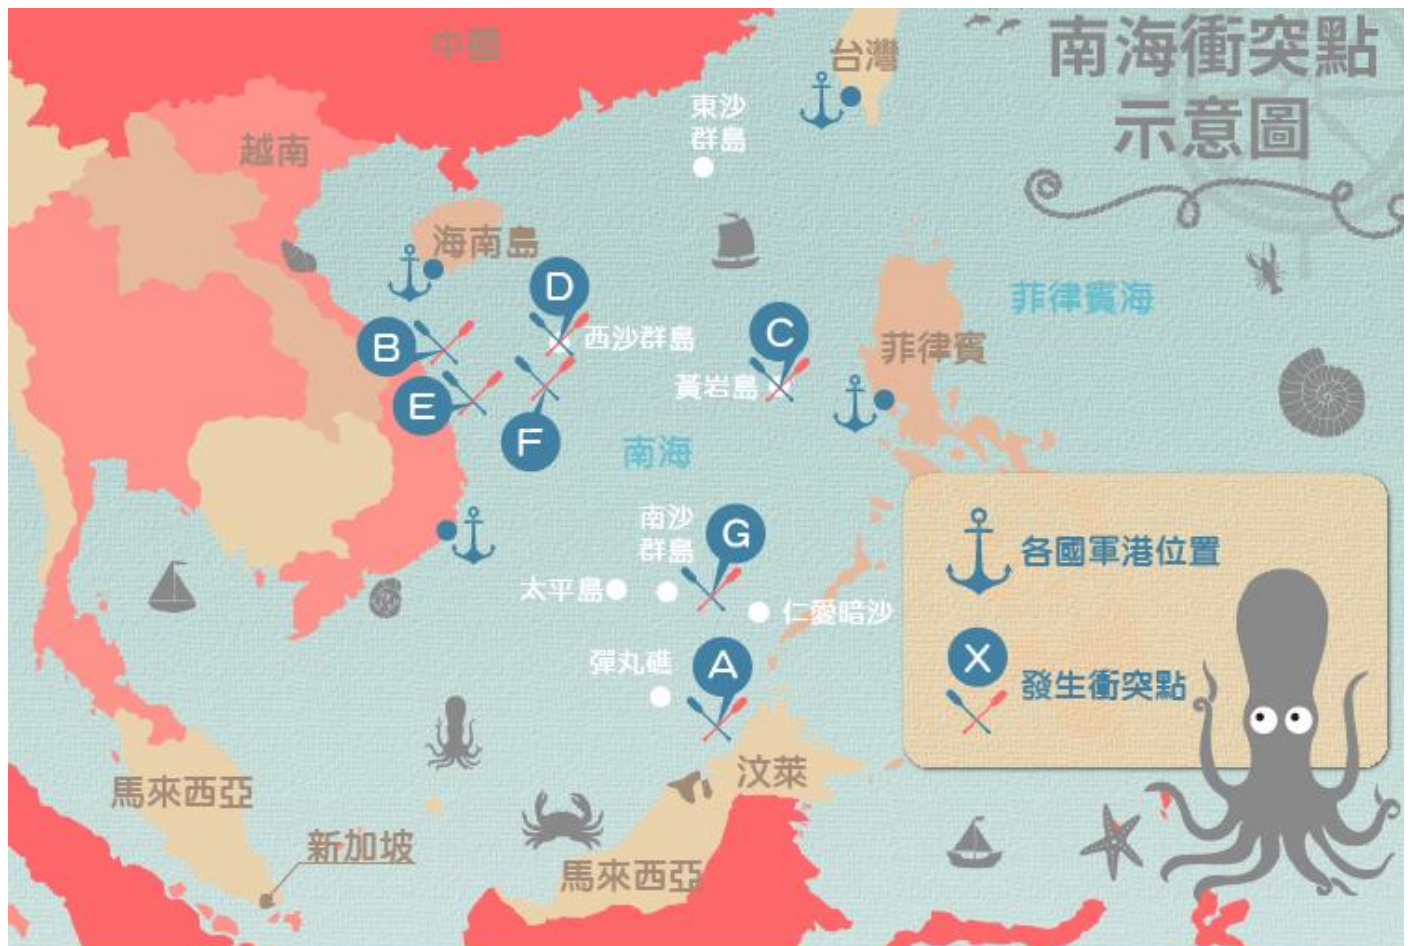 南海衝突點
示意圖
中國
台灣
東沙
群島
越南
海南島
D
西沙群島
B
C
菲律賓海
菲律賓
黃岩島
E
F
南海
南沙
群島
G
太平島
仁愛暗沙
彈丸礁
A
汶萊
馬來西亞
新加坡
馬來西亞
各國軍港位置
X
發生衝突點